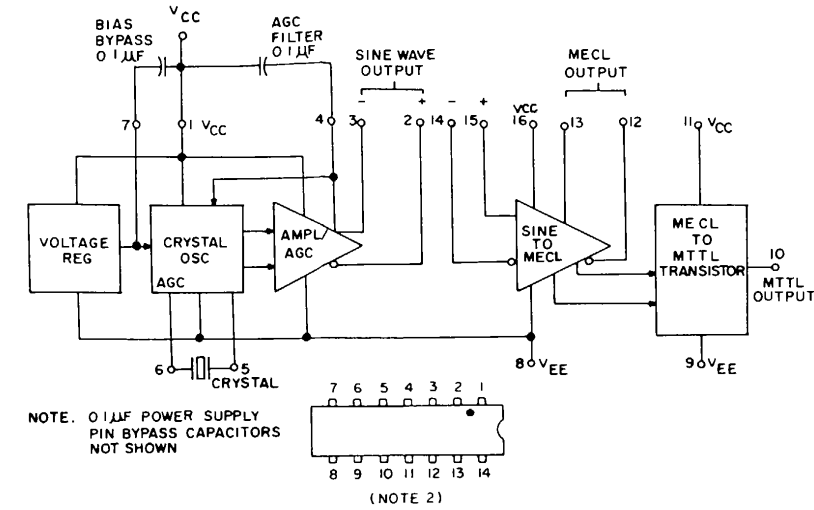 BIAS
BYPASS
0.1μF
VCC
AGC
FILTER
0.1μF
SINE WAVE
OUTPUT
MECL
OUTPUT
- + - +
7 1 VCC 4 3 2 14 15 VCC 16 13 12 11 VCC
VOLTAGE
REG
CRYSTAL
OSC
AGC
AMPL/
AGC
SINE
TO
MECL
MECL
TO
MTTL
TRANSISTOR
10
MTTL
OUTPUT
6 5
CRYSTAL
8 VEE
9 VEE
NOTE. 0.1μF POWER SUPPLY
PIN BYPASS CAPACITORS
NOT SHOWN
7 6 5 4 3 2 1
8 9 10 11 12 13 14
(NOTE 2)